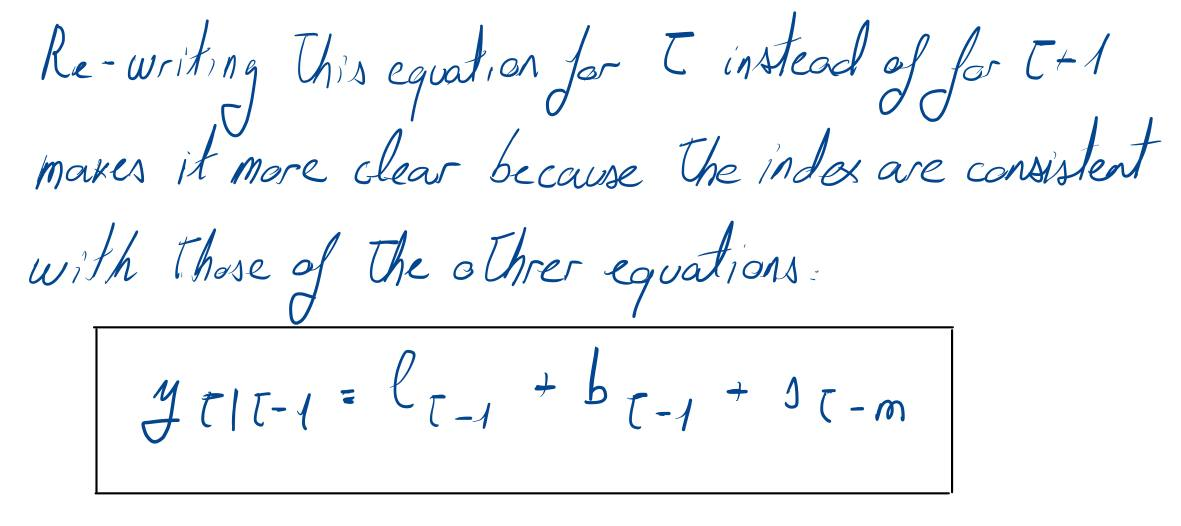 Re-writing this equation for t instead of for t+1
makes it more clear because the index are consistent
with those of the othrer equations:
y t|t-1 = l t-1 + b t-1 + s t-m